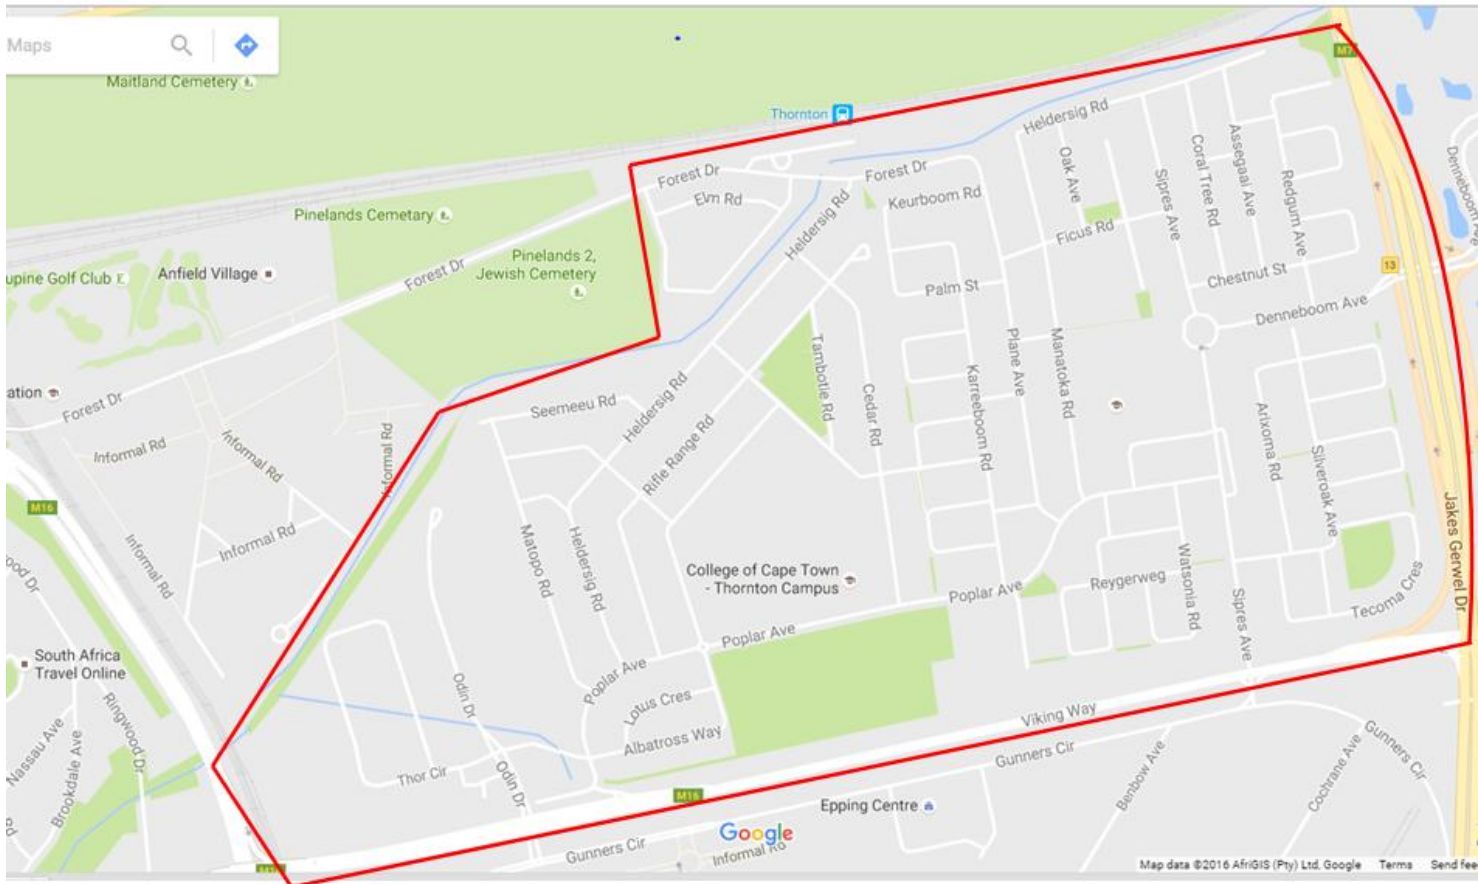 Maps
Maitland Cemetery
M7
Thornton
Heldersig Rd
Forest Dr
Forest Dr
Elm Rd
Keurboom Rd
Oak Ave
Sipres Ave
Coral Tree Rd
Assegaai Ave
Redgum Ave
Denneboom Ave
Pinelands Cemetary
Heldersig Rd
Ficus Rd
Pinelands 2,
Jewish Cemetery
upine Golf Club
Anfield Village
Forest Dr
13
Chestnut St
Palm St
Denneboom Ave
Tambotie Rd
Plane Ave
Manatoka Rd
ation
Forest Dr
Seemeeu Rd
Heldersig Rd
Cedar Rd
Karreeboom Rd
Arixoma Rd
Silveroak Ave
Informal Rd
Informal Rd
Informal Rd
Rifle Range Rd
M16
Informal Rd
Informal Rd
Matopo Rd
Heldersig Rd
Jakes Gerwel Dr
ood Dr
College of Cape Town
- Thornton Campus
Poplar Ave
Reygerweg
Watsonia Rd
Sipres Ave
Tecoma Cres
Poplar Ave
South Africa
Travel Online
Poplar Ave
Odin Dr
Lotus Cres
Ringwood Dr
Nassau Ave
Brookdale Ave
Albatross Way
Viking Way
Gunners Cir
Gunners Cir
Thor Cir
Odin Dr
Benbow Ave
Cochrane Ave
M16
Epping Centre
Rd
Google
Gunners Cir
Informal Rd
Map data ©2016 AfriGIS (Pty) Ltd, Google Terms Send fee